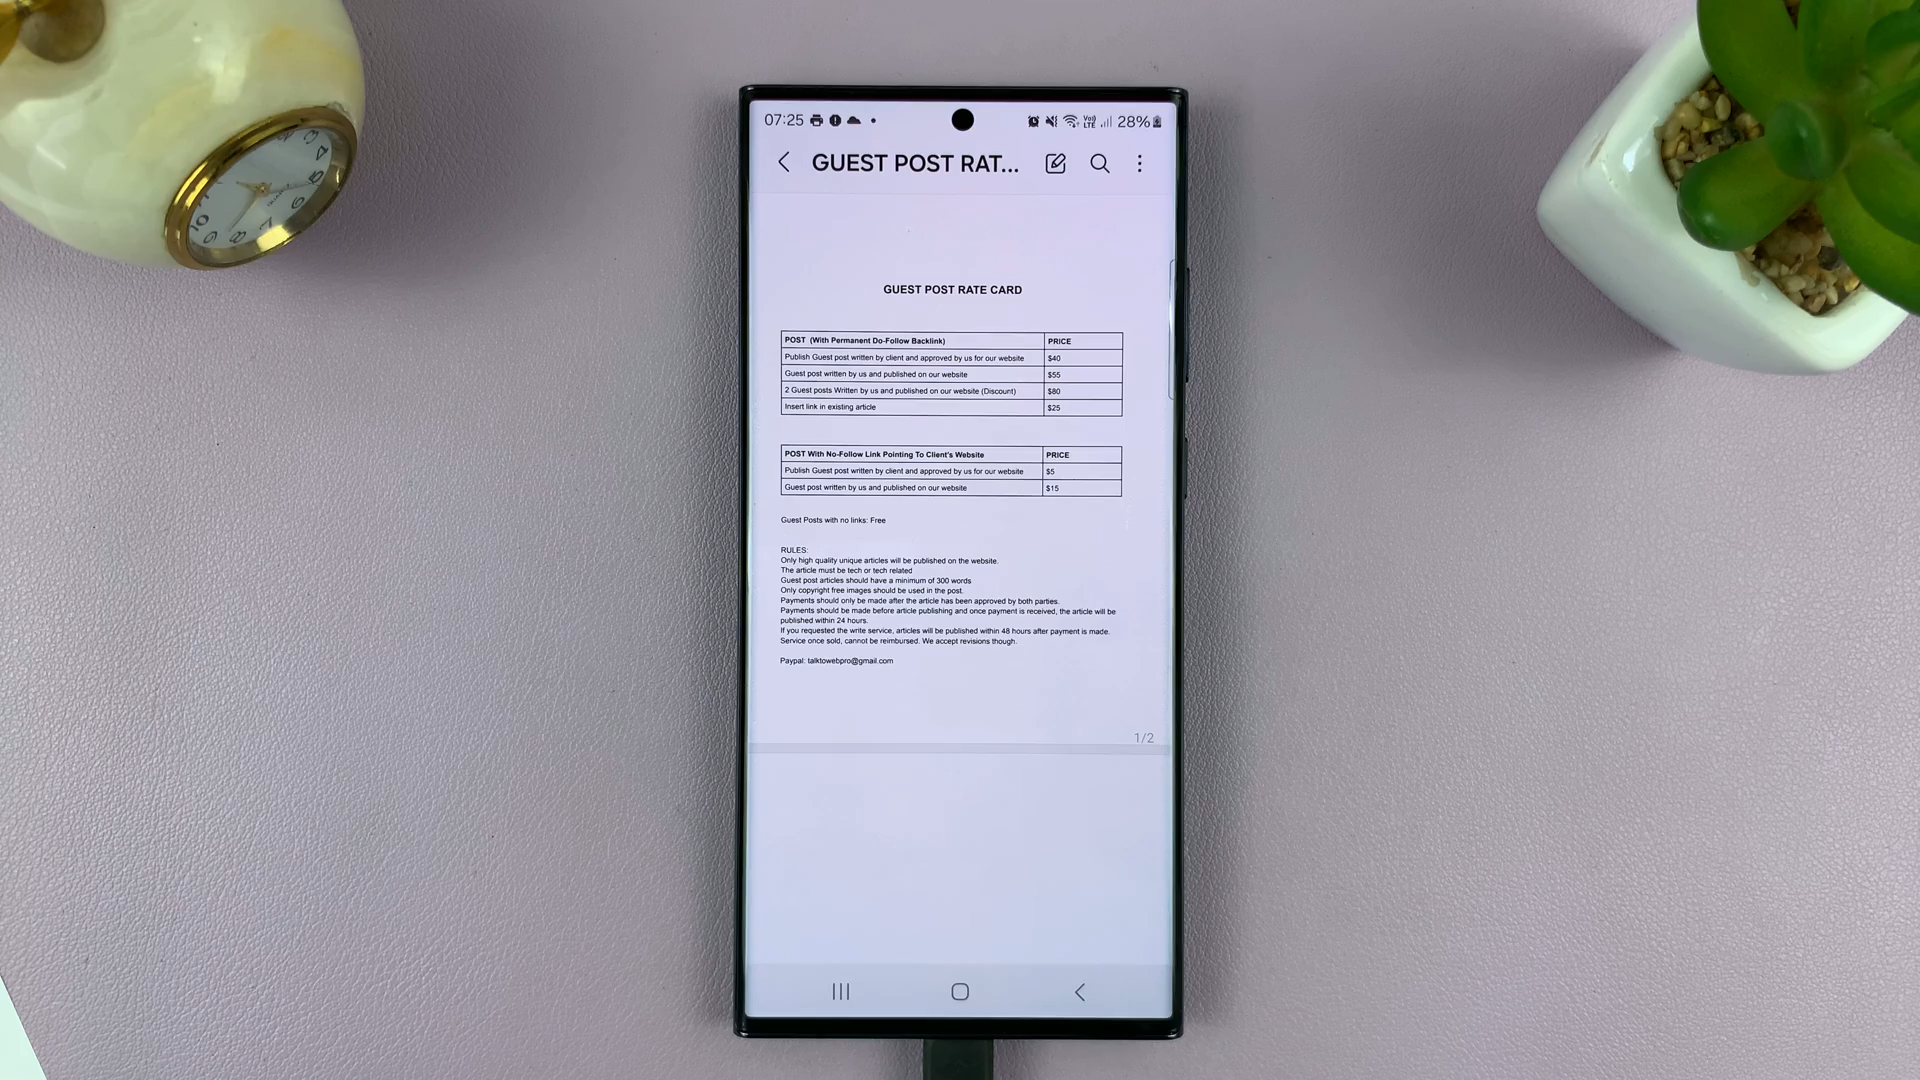 07:25 28%
GUEST POST RAT...
GUEST POST RATE CARD
POST (With Permanent Do-Follow Backlink) PRICE
Publish Guest post written by client and approved by us for our website $40
Guest post written by us and published on our website $55
2 Guest posts Written by us and published on our website (Discount) $80
Insert link in existing article $25
POST With No-Follow Link Pointing To Client's Website PRICE
Publish Guest post written by client and approved by us for our website $5
Guest post written by us and published on our website $15
Guest Posts with no links: Free
RULES:
Only high quality unique articles will be published on the website.
The article must be tech or tech related
Guest post articles should have a minimum of 300 words
Only copyright free images should be used in the post.
Payments should only be made after the article has been approved by both parties.
Payments should be made before article publishing and once payment is received, the article will be
published within 24 hours.
If you requested the write service, articles will be published within 48 hours after payment is made.
Service once sold, cannot be reimbursed. We accept revisions though.
Paypal: talktowebpro@gmail.com
1/2